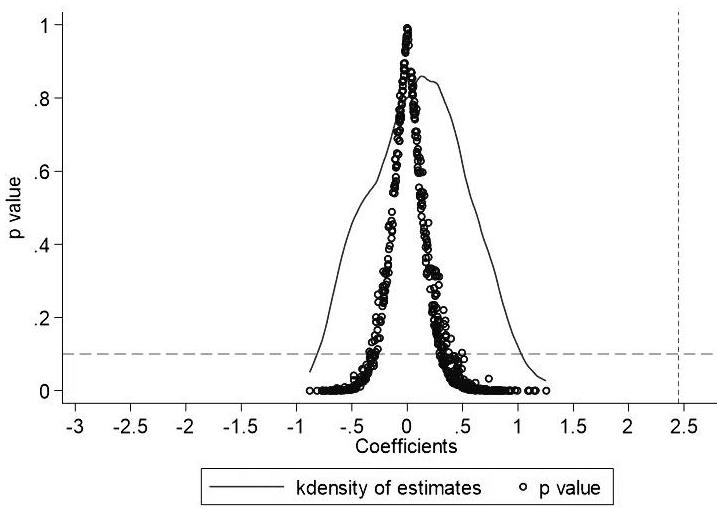 1
.8
.6
.4
.2
0
p value
-3 -2.5 -2 -1.5 -1 -.5 0 .5 1 1.5 2 2.5
Coefficients
kdensity of estimates p value